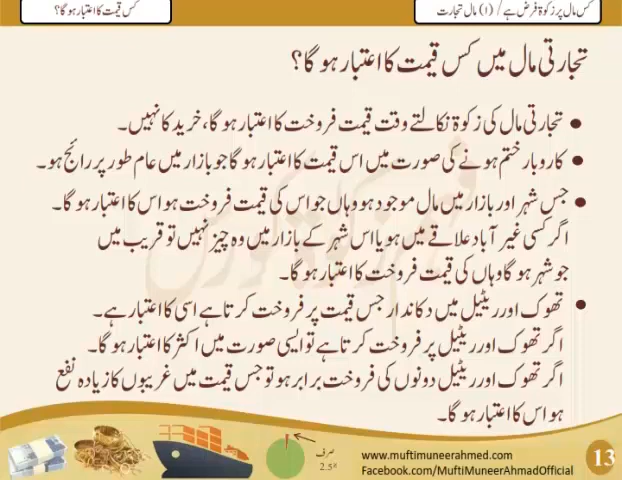 کس مال پر زکوۃ فرض ہے / (۱) مال تجارت
کس قیمت کا اعتبار ہو گا؟
تجارتی مال میں کس قیمت کا اعتبار ہو گا؟
• تجارتی مال کی زکوۃ نکالتے وقت قیمت فروخت کا اعتبار ہو گا، خرید کا نہیں۔
• کاروبار ختم ہونے کی صورت میں اس قیمت کا اعتبار ہو گا جو بازار میں عام طور پر رائج ہو۔
• جس شہر اور بازار میں مال موجود ہو وہاں جو اس کی قیمت فروخت ہو اس کا اعتبار ہو گا۔
اگر کسی غیر آباد علاقے میں ہو یا اس شہر کے بازار میں وہ چیز نہیں تو قریب میں
جو شہر ہو گا وہاں کی قیمت فروخت کا اعتبار ہو گا۔
• تھوک اور ریٹیل میں دکاندار جس قیمت پر فروخت کرتا ہے اسی کا اعتبار ہے۔
اگر تھوک اور ریٹیل پر فروخت کرتا ہے تو ایسی صورت میں اکثر کا اعتبار ہو گا۔
اگر تھوک اور ریٹیل دونوں کی فروخت برابر ہو تو جس قیمت میں غریبوں کا زیادہ نفع
ہو اس کا اعتبار ہو گا۔
صرف
2.5%
www.muftimuneerahmed.com
Facebook.com/MuftiMuneerAhmadOfficial
13